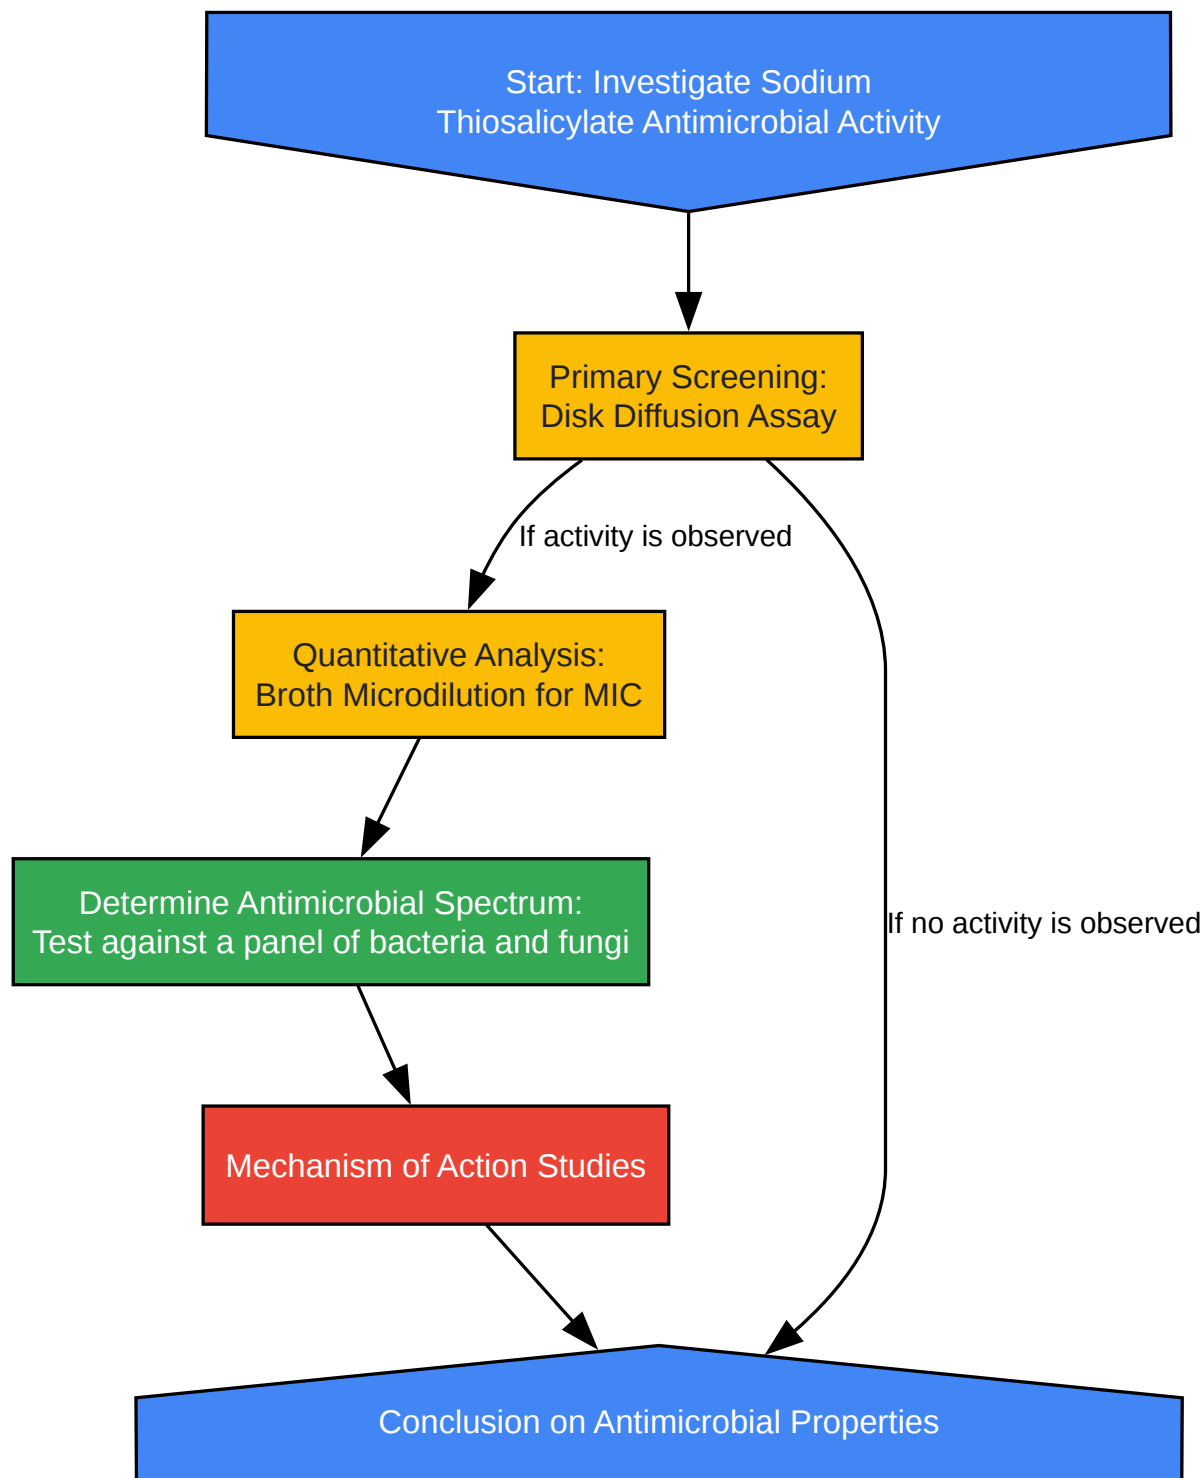 Start: Investigate Sodium
Thiosalicylate Antimicrobial Activity
Primary Screening:
Disk Diffusion Assay
If activity is observed
Quantitative Analysis:
Broth Microdilution for MIC
Determine Antimicrobial Spectrum:
Test against a panel of bacteria and fungi
If no activity is observed
Mechanism of Action Studies
Conclusion on Antimicrobial Properties